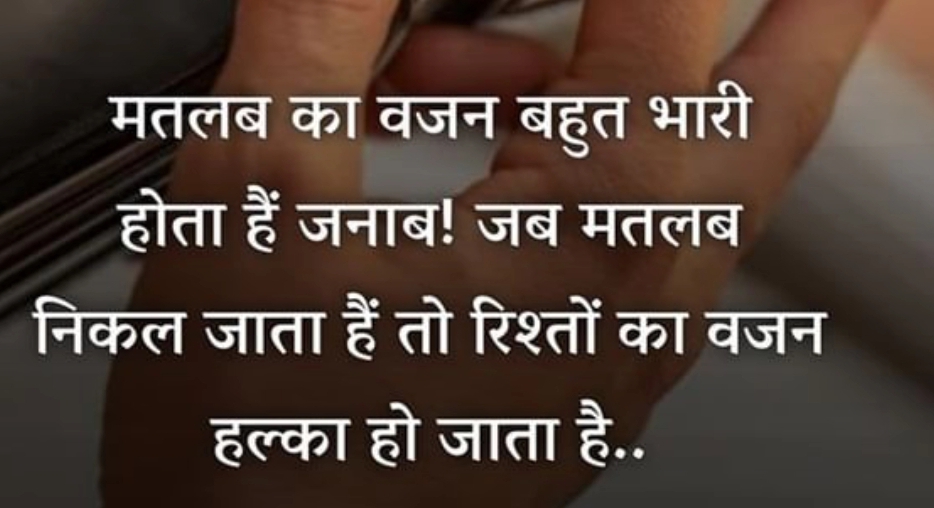 मतलब का वजन बहुत भारी
होता हैं जनाब! जब मतलब
निकल जाता हैं तो रिश्तों का वजन
हल्का हो जाता है..